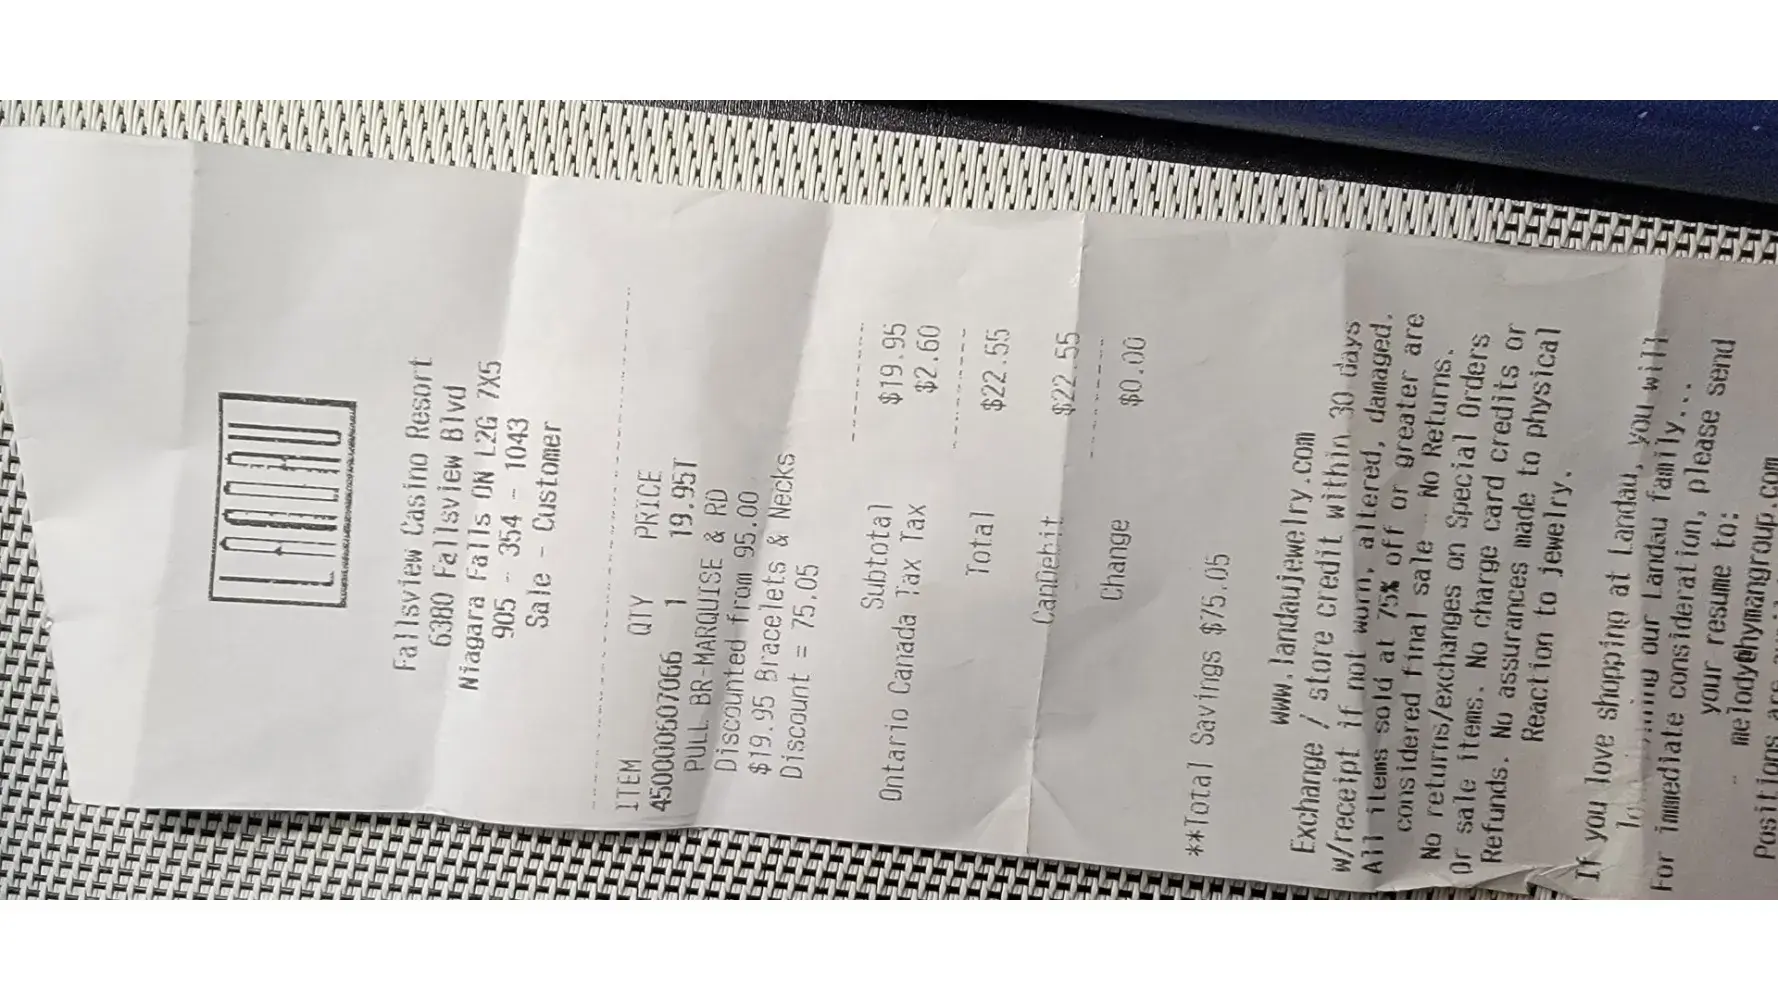 LANDAU
Fallsview Casino Resort
6380 Fallsview Blvd
Niagara Falls ON L2G 7X5
905 - 354 - 1043
Sale - Customer
ITEM QTY PRICE
450000607066 1 19.95T
PULL BR-MARQUISE & RD
Discounted from 95.00
$19.95 Bracelets & Necks
Discount = 75.05
Subtotal $19.95
Ontario Canada Tax Tax $2.60
Total $22.55
CanDebit $22.55
Change $0.00
**Total Savings $75.05
www.landaujewelry.com
Exchange / store credit within 30 days
w/receipt if not worn, altered, damaged.
All items sold at 75% off or greater are
considered final sale - No Returns.
No returns/exchanges on Special Orders
Or sale items. No charge card credits or
Refunds. No assurances made to physical
Reaction to jewelry.
If you love shopping at Landau, you will
our Landau family...
For immediate consideration, please send
your resume to:
melody@hymangroup.com
Positions are